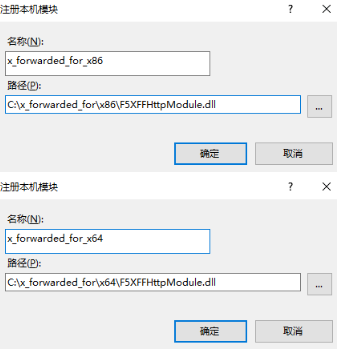 注册本机模块
? ×
名称(N):
x_forwarded_for_x86
路径(P):
C:\x_forwarded_for\x86\F5XFFHttpModule.dll
...
确定
取消
注册本机模块
? ×
名称(N):
x_forwarded_for_x64
路径(P):
C:\x_forwarded_for\x64\F5XFFHttpModule.dll
...
确定
取消